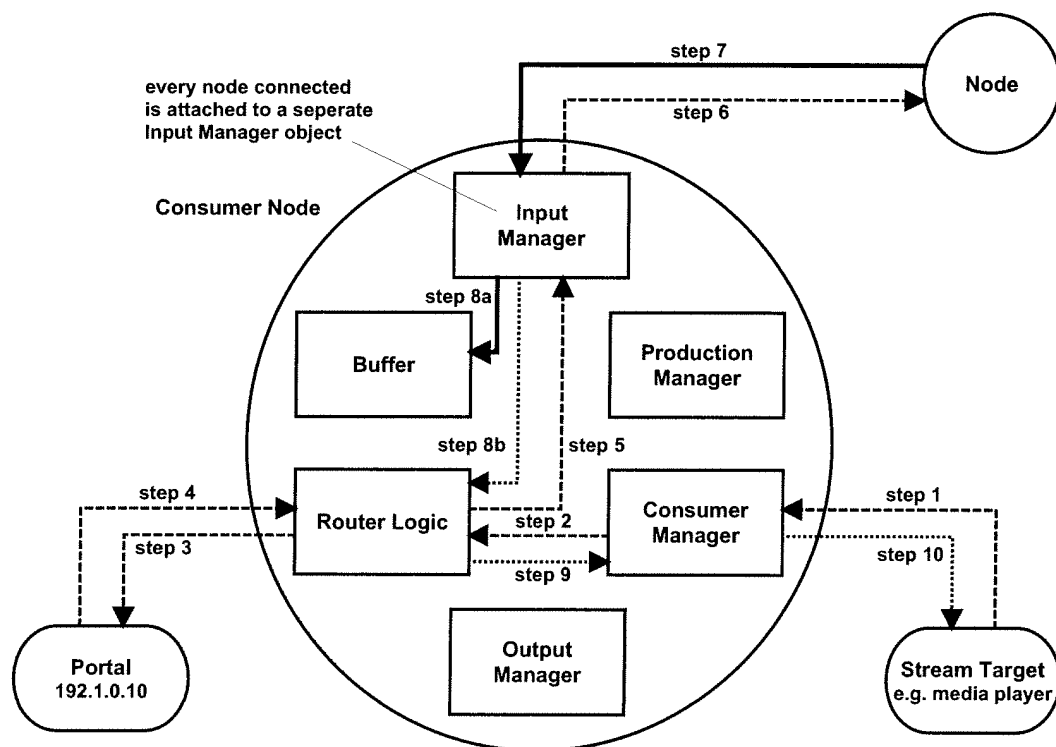 step 7
Node
every node connected
is attached to a seperate
Input Manager object
step 6
Consumer Node
Input
Manager
step 8a
Buffer
Production
Manager
step 8b
step 5
step 4
Router Logic
step 2
Consumer
Manager
step 1
step 3
step 9
step 10
Portal
192.1.0.10
Output
Manager
Stream Target
e.g. media player